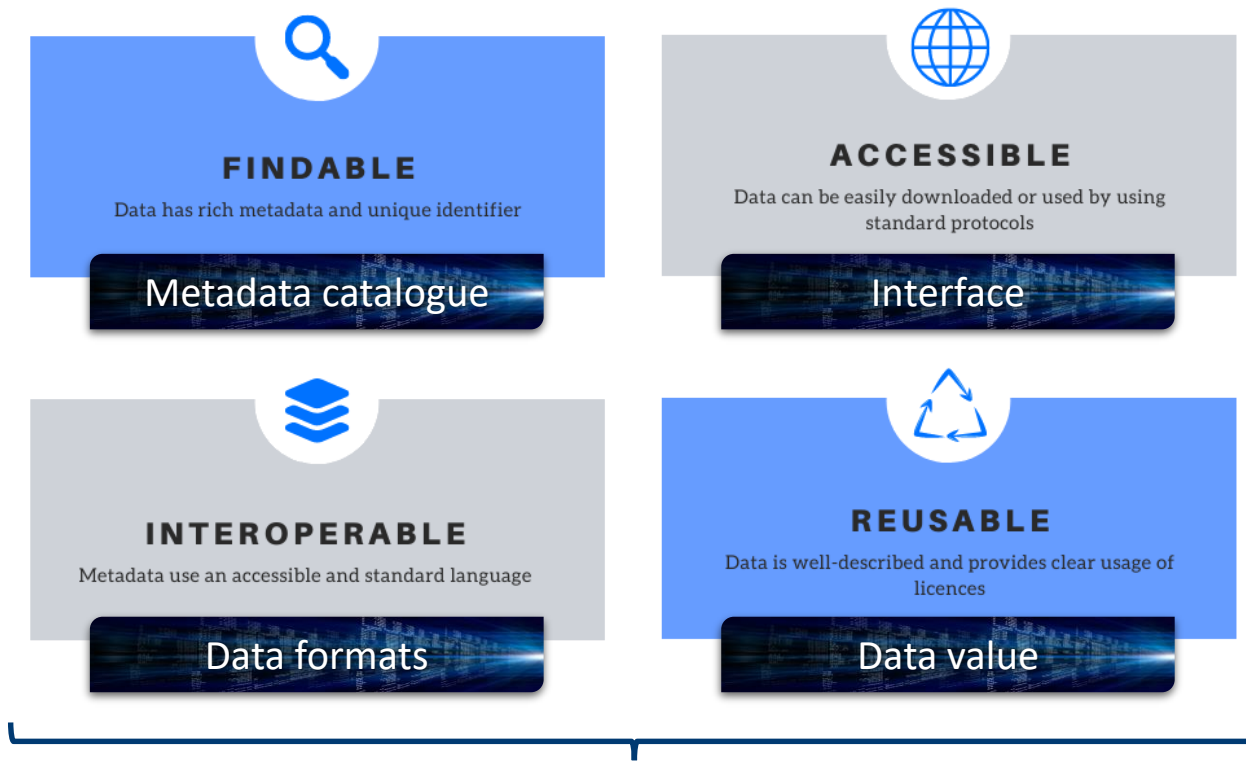 FINDABLE
Data has rich metadata and unique identifier
Metadata catalogue
ACCESSIBLE
Data can be easily downloaded or used by using
standard protocols
Interface
INTEROPERABLE
Metadata use an accessible and standard language
Data formats
REUSABLE
Data is well-described and provides clear usage of
licences
Data value